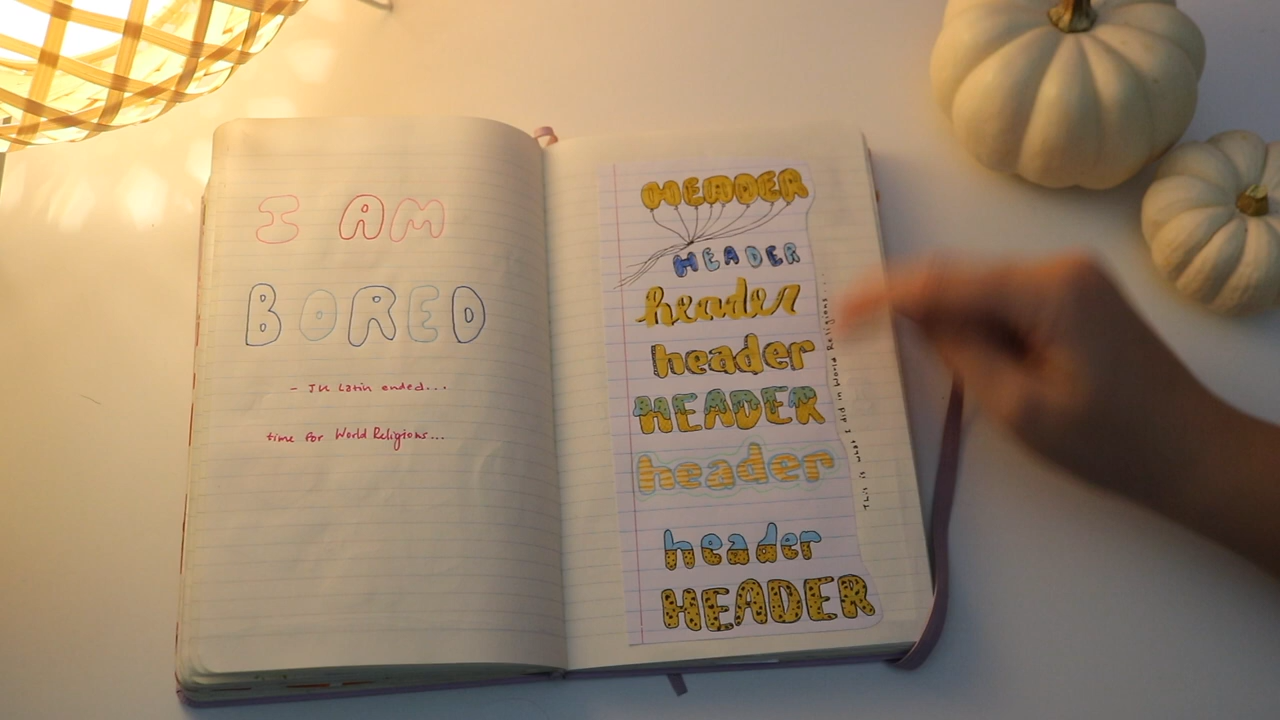 I AM
BORED
- JK Latin ended...
time for World Religions...
HEADER
HEADER
header
header
HEADER
header
header
HEADER
This is what I did in World Religions...